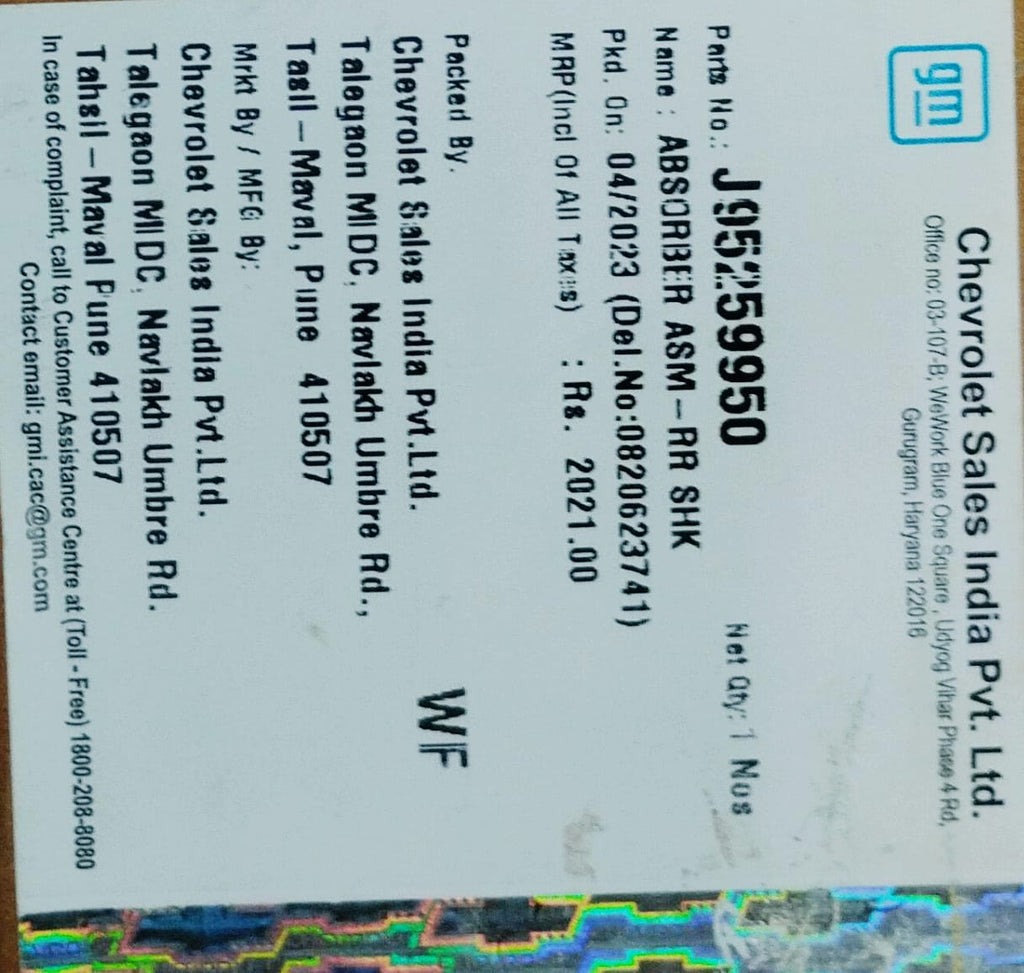 gm
Chevrolet Sales India Pvt. Ltd.
Office no: 03-107-B; WeWork Blue One Square , Udyog Vihar Phase 4 Rd,
Gurugram, Haryana 122016
Parts No.: J95259950 Net Qty: 1 Nos
Name : ABSORBER ASM-RR SHK
Pkd. On: 04/2023 (Del.No:0820623741)
MRP(Incl Of All Taxes) : Rs. 2021.00
Packed By.
Chevrolet Sales India Pvt.Ltd. WF
Talegaon MIDC, Navlakh Umbre Rd.,
Tasil-Maval, Pune 410507
Mrkt By / MFG By:
Chevrolet Sales India Pvt.Ltd.
Talegaon MIDC, Navlakh Umbre Rd.
Tahsil-Maval Pune 410507
In case of complaint, call to Customer Assistance Centre at (Toll - Free) 1800-208-8080
Contact email: gmi.cac@gm.com